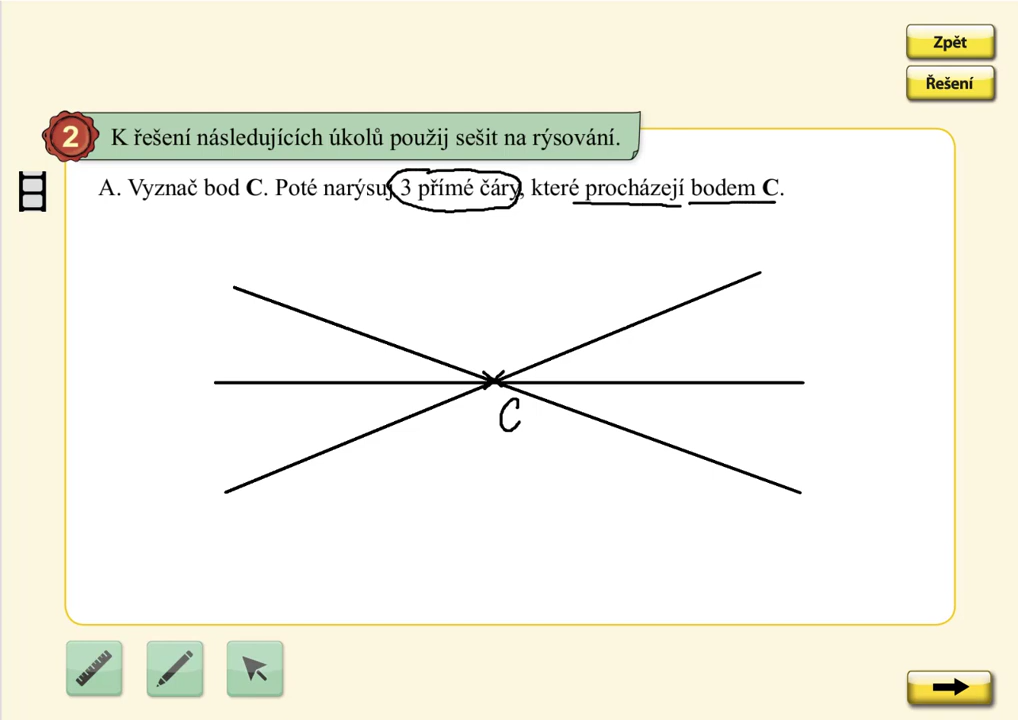 Zpět
Řešení
2 K řešení následujících úkolů použij sešit na rýsování.
A. Vyznač bod C. Poté narýsuj 3 přímé čáry, které procházejí bodem C.
C